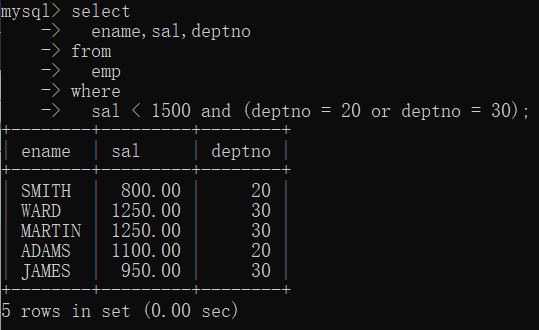 mysql> select
    ->   ename,sal,deptno
    -> from
    ->   emp
    -> where
    ->   sal < 1500 and (deptno = 20 or deptno = 30);
+--------+---------+--------+
| ename  | sal     | deptno |
+--------+---------+--------+
| SMITH  |  800.00 |     20 |
| WARD   | 1250.00 |     30 |
| MARTIN | 1250.00 |     30 |
| ADAMS  | 1100.00 |     20 |
| JAMES  |  950.00 |     30 |
+--------+---------+--------+
5 rows in set (0.00 sec)